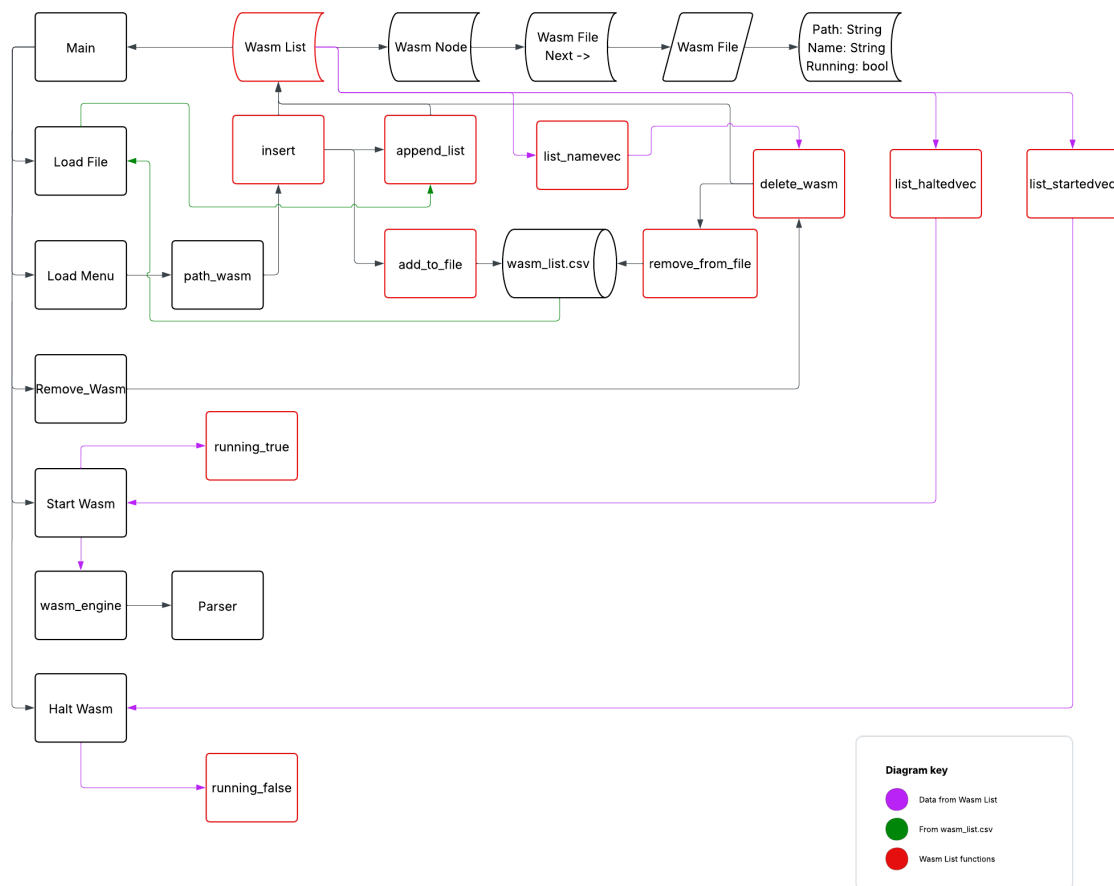 Main
Wasm List
Wasm Node
Wasm File
Next ->
Wasm File
Path: String
Name: String
Running: bool
Load File
insert
append_list
list_namevec
delete_wasm
list_haltedvec
list_startedvec
Load Menu
path_wasm
add_to_file
wasm_list.csv
remove_from_file
Remove_Wasm
running_true
Start Wasm
wasm_engine
Parser
Halt Wasm
running_false
Diagram key
Data from Wasm List
From wasm_list.csv
Wasm List functions